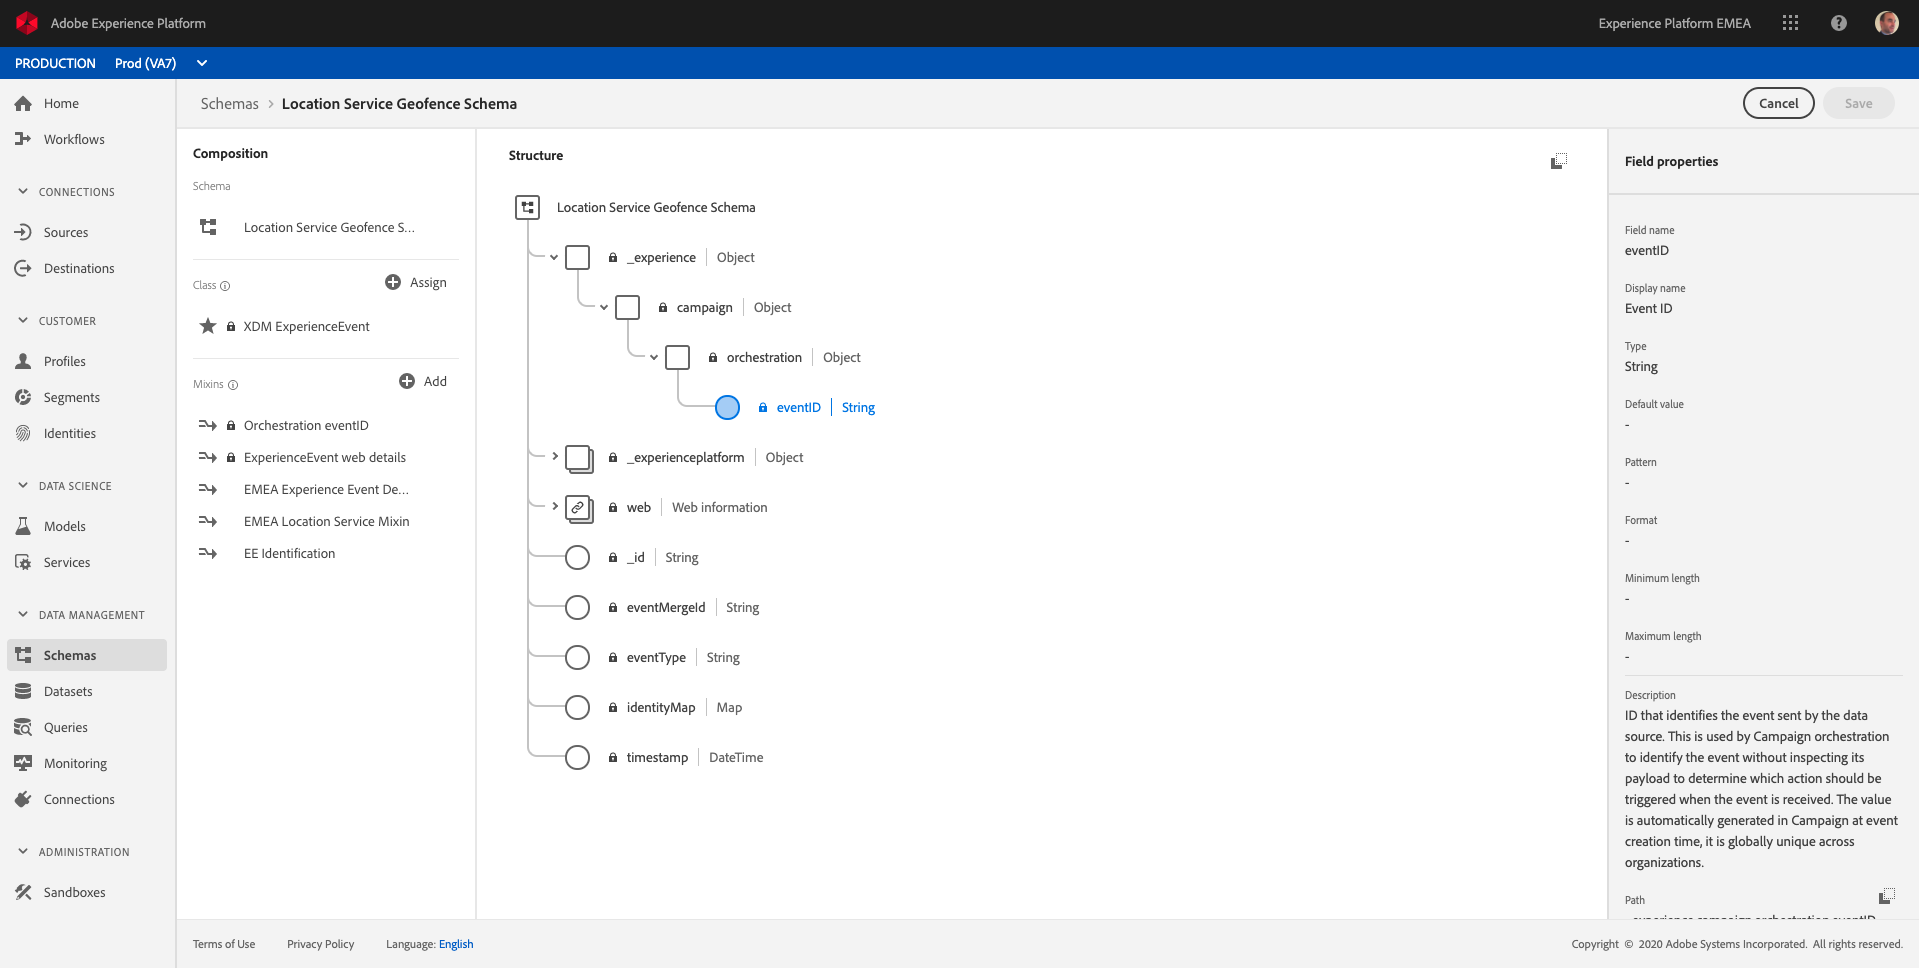 Adobe Experience Platform
Experience Platform EMEA
PRODUCTION Prod (VA7)
Home
Workflows
CONNECTIONS
Sources
Destinations
CUSTOMER
Profiles
Segments
Identities
DATA SCIENCE
Models
Services
DATA MANAGEMENT
Schemas
Datasets
Queries
Monitoring
Connections
ADMINISTRATION
Sandboxes
Schemas > Location Service Geofence Schema
Cancel
Save
Composition
Schema
Location Service Geofence S...
Class
Assign
XDM ExperienceEvent
Mixins
Add
Orchestration eventID
ExperienceEvent web details
EMEA Experience Event De...
EMEA Location Service Mixin
EE Identification
Structure
Location Service Geofence Schema
_experience | Object
campaign | Object
orchestration | Object
eventID | String
_experienceplatform | Object
web | Web information
_id | String
eventMergeId | String
eventType | String
identityMap | Map
timestamp | DateTime
Field properties
Field name
eventID
Display name
Event ID
Type
String
Default value
-
Pattern
-
Format
-
Minimum length
-
Maximum length
-
Description
ID that identifies the event sent by the data
source. This is used by Campaign orchestration
to identify the event without inspecting its
payload to determine which action should be
triggered when the event is received. The value
is automatically generated in Campaign at event
creation time, it is globally unique across
organizations.
Path
_experience.campaign.orchestration.eventID
Terms of Use
Privacy Policy
Language: English
Copyright © 2020 Adobe Systems Incorporated. All rights reserved.